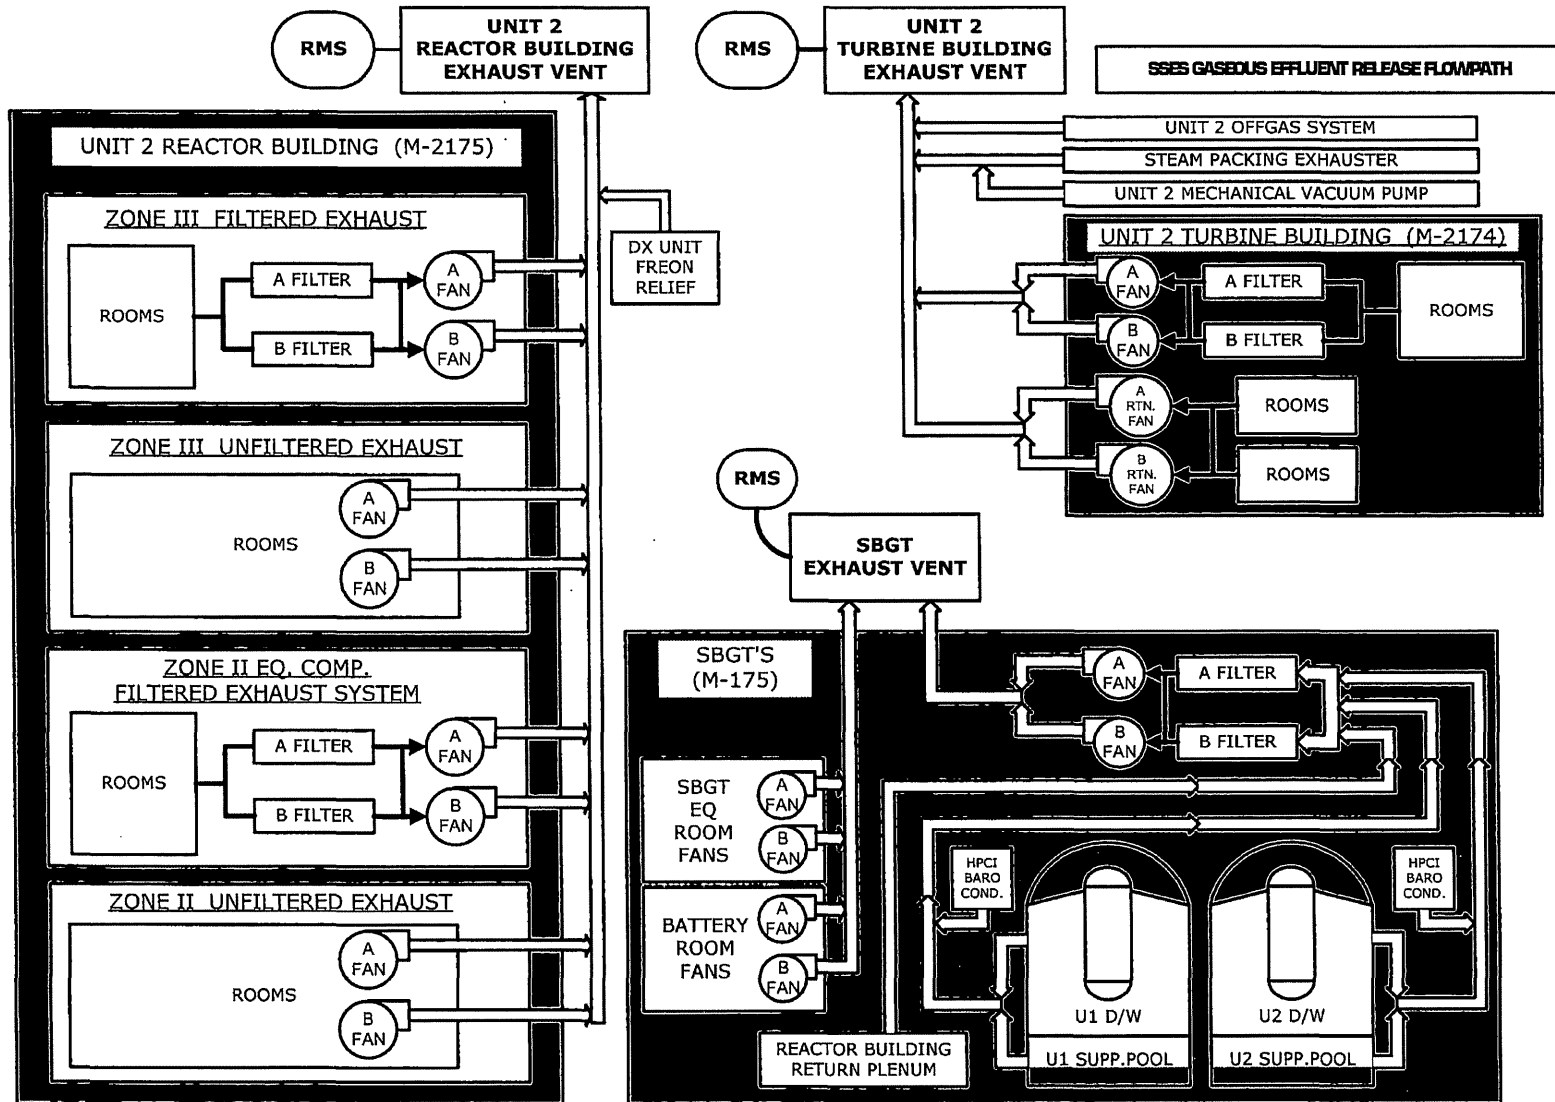 RMS
UNIT 2
REACTOR BUILDING
EXHAUST VENT
RMS
UNIT 2
TURBINE BUILDING
EXHAUST VENT
SSES GASEOUS EFFLUENT RELEASE FLOWPATH
UNIT 2 REACTOR BUILDING (M-2175)
ZONE III FILTERED EXHAUST
ROOMS
A FILTER
B FILTER
A
FAN
B
FAN
DX UNIT
FREON
RELIEF
ZONE III UNFILTERED EXHAUST
ROOMS
A
FAN
B
FAN
ZONE II EQ. COMP.
FILTERED EXHAUST SYSTEM
ROOMS
A FILTER
B FILTER
A
FAN
B
FAN
ZONE II UNFILTERED EXHAUST
ROOMS
A
FAN
B
FAN
UNIT 2 OFFGAS SYSTEM
STEAM PACKING EXHAUSTER
UNIT 2 MECHANICAL VACUUM PUMP
UNIT 2 TURBINE BUILDING (M-2174)
A
FAN
B
FAN
A FILTER
B FILTER
ROOMS
A
RTN.
FAN
B
RTN.
FAN
ROOMS
ROOMS
RMS
SBGT
EXHAUST VENT
SBGT'S
(M-175)
A
FAN
B
FAN
A FILTER
B FILTER
SBGT
EQ
ROOM
FANS
A
FAN
B
FAN
BATTERY
ROOM
FANS
A
FAN
B
FAN
HPCI
BARO
COND.
HPCI
BARO
COND.
U1 D/W
U1 SUPP.POOL
U2 D/W
U2 SUPP.POOL
REACTOR BUILDING
RETURN PLENUM